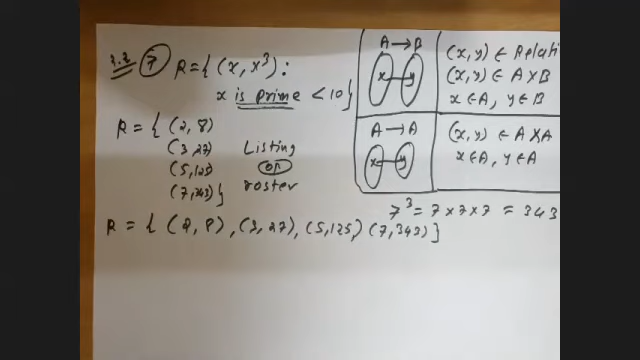 2.2 7 R = { (x, x³) :
x is prime < 10 }
R = { (2, 8)
(3, 27) Listing
(5, 125) or
(7, 343) } roster
A → B
x y
(x, y) ∈ Relati
(x, y) ∈ A × B
x ∈ A, y ∈ B
A → A
x y
(x, y) ∈ A × A
x ∈ A, y ∈ A
7³ = 7 × 7 × 7 = 343
R = { (2, 8), (3, 27), (5, 125,) (7, 343) }